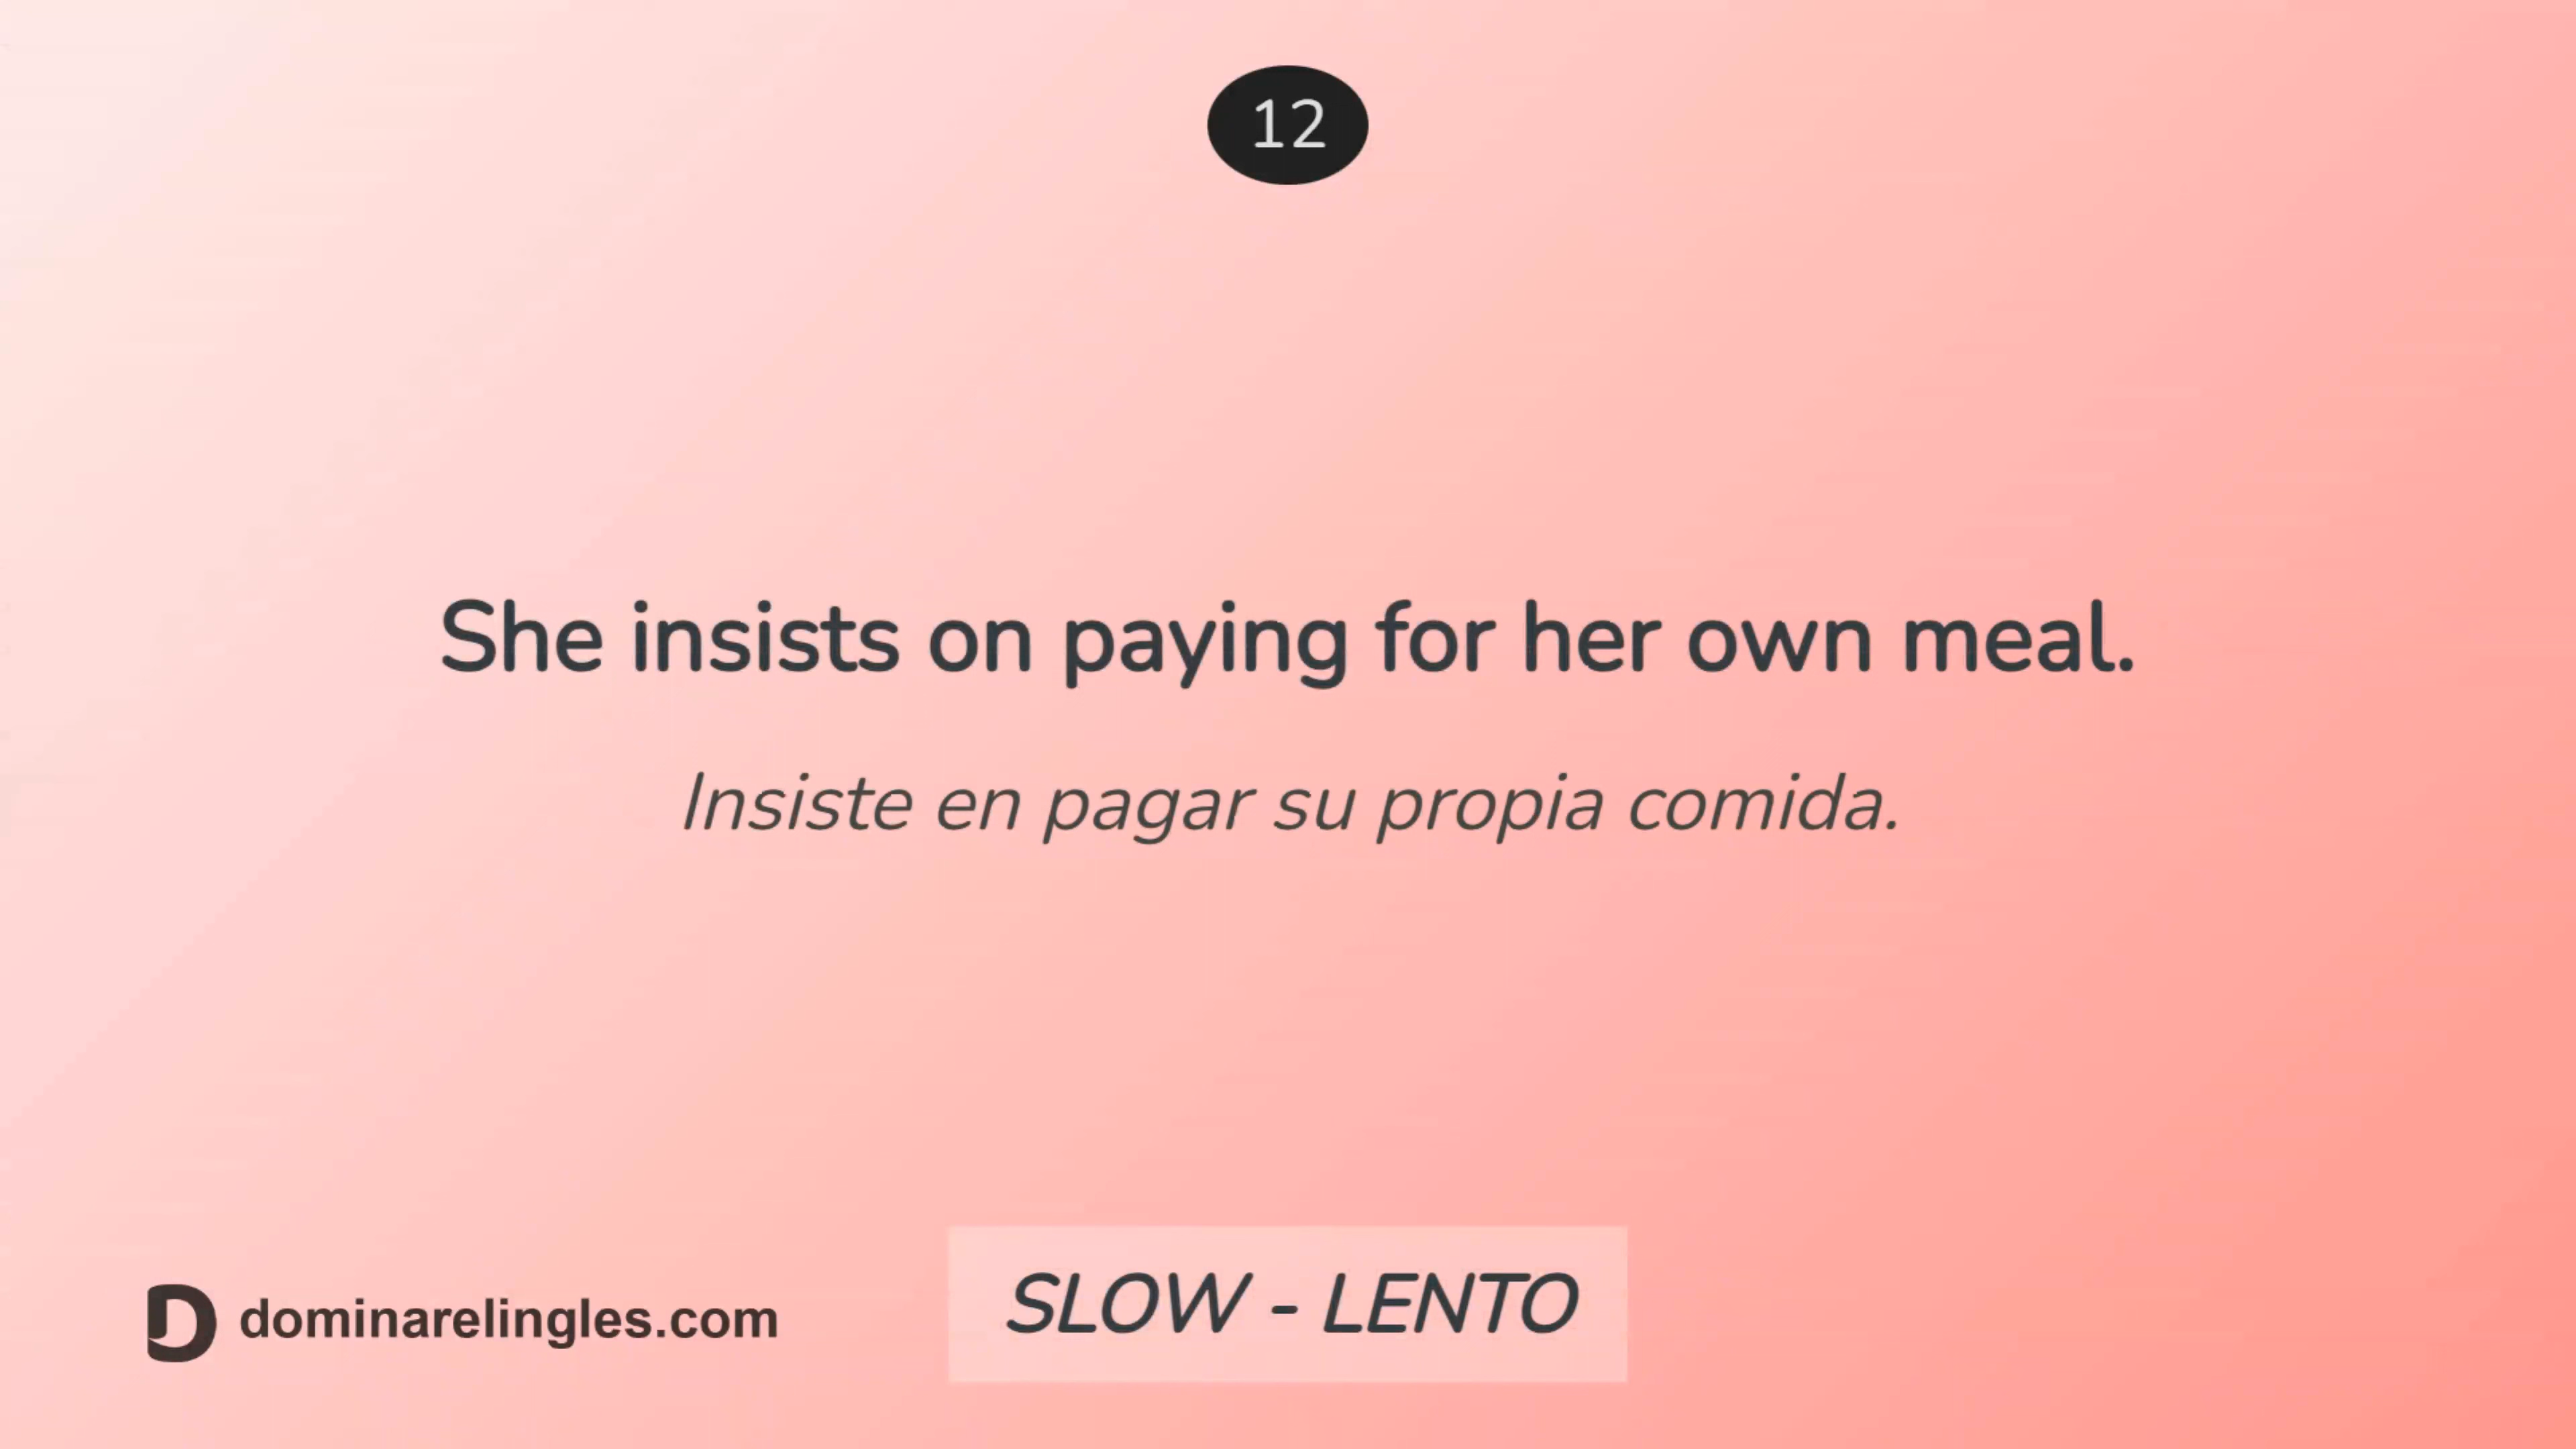 12
She insists on paying for her own meal.
Insiste en pagar su propia comida.
SLOW - LENTO
dominarelingles.com